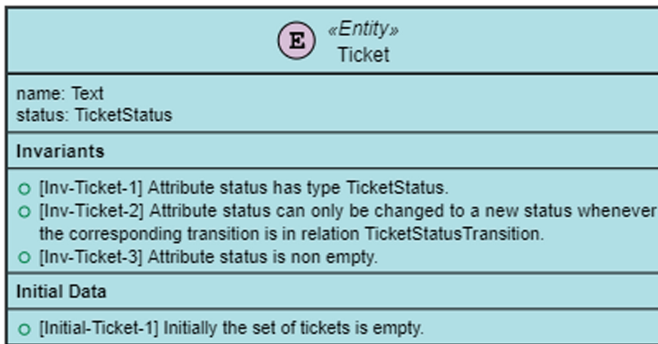 E
«Entity»
Ticket
name: Text
status: TicketStatus
Invariants
[Inv-Ticket-1] Attribute status has type TicketStatus.
[Inv-Ticket-2] Attribute status can only be changed to a new status whenever
the corresponding transition is in relation TicketStatusTransition.
[Inv-Ticket-3] Attribute status is non empty.
Initial Data
[Initial-Ticket-1] Initially the set of tickets is empty.